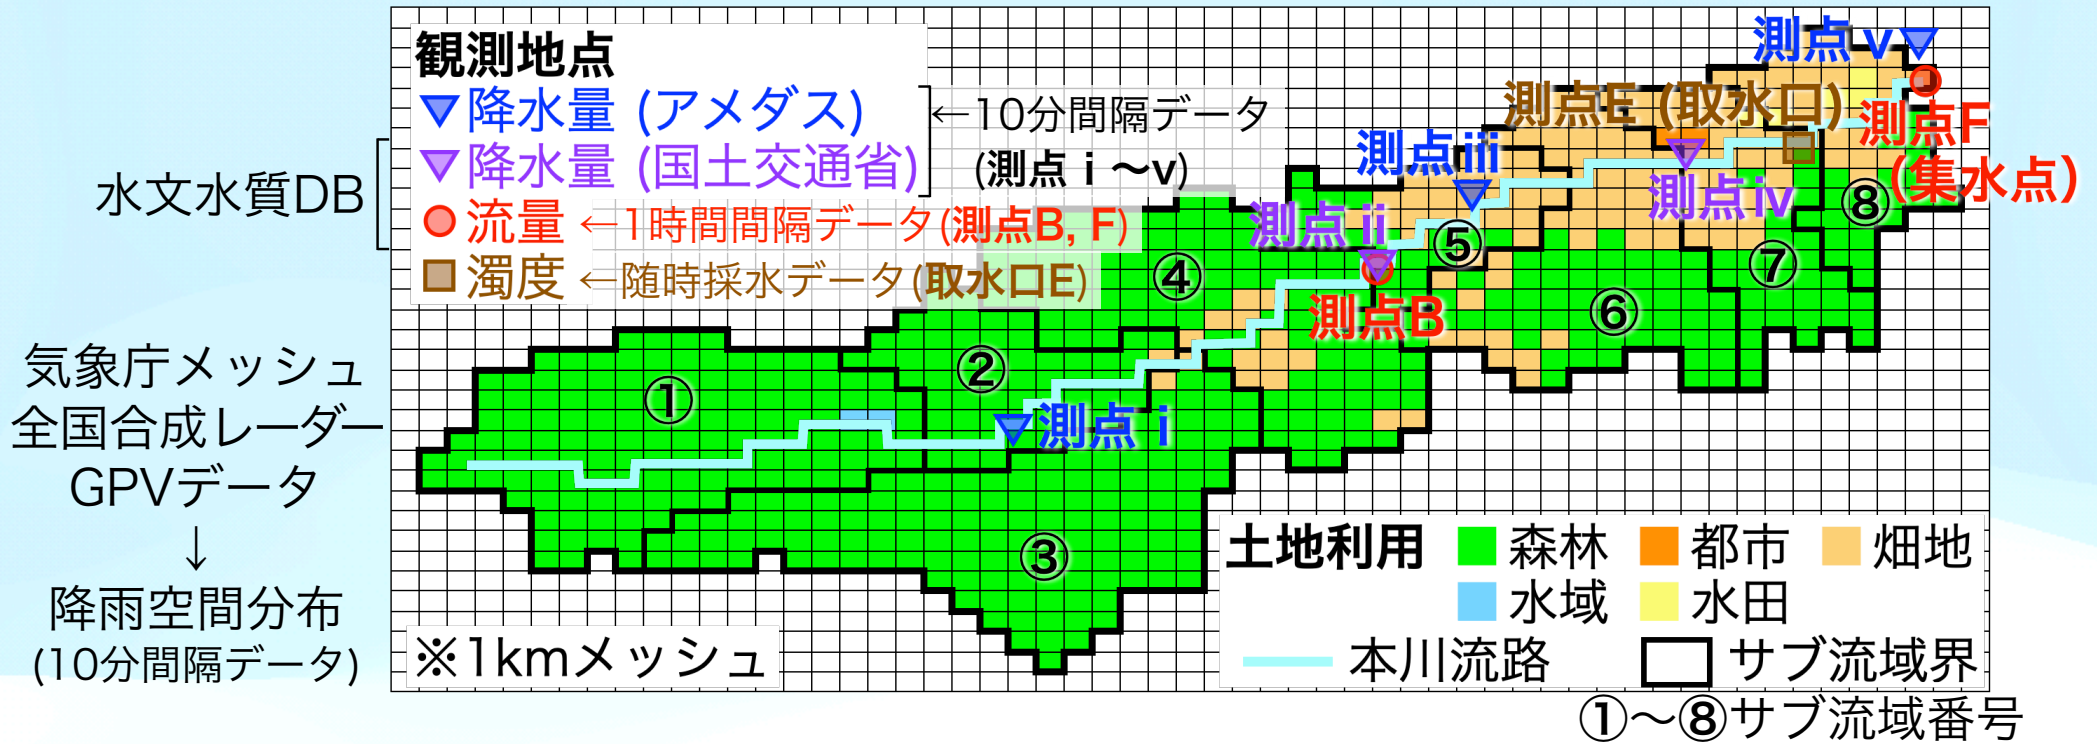 観測地点
降水量 (アメダス)
降水量 (国土交通省)
←10分間隔データ
(測点 i ～v)
流量 ←1時間間隔データ(測点B, F)
濁度 ←随時採水データ(取水口E)
水文水質DB
気象庁メッシュ
全国合成レーダー
GPVデータ
↓
降雨空間分布
(10分間隔データ)
測点 v
測点E (取水口)
測点F
(集水点)
測点iii
測点iv
測点 ii
測点B
測点 i
①
②
③
④
⑤
⑥
⑦
⑧
※1kmメッシュ
土地利用 森林 都市 畑地
水域 水田
本川流路 サブ流域界
①～⑧サブ流域番号